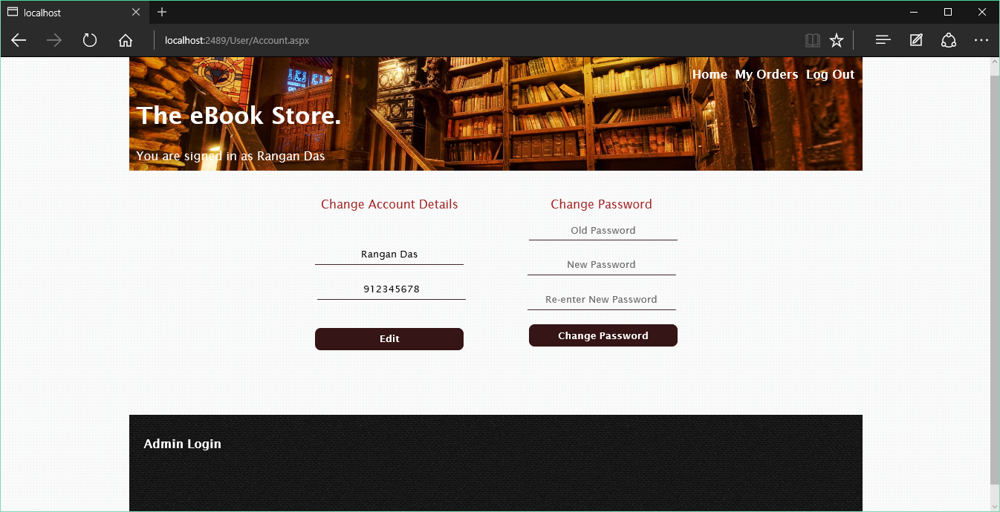 localhost
localhost:2489/User/Account.aspx
Home My Orders Log Out
The eBook Store.
You are signed in as Rangan Das
Change Account Details
Change Password
Rangan Das
912345678
Edit
Old Password
New Password
Re-enter New Password
Change Password
Admin Login